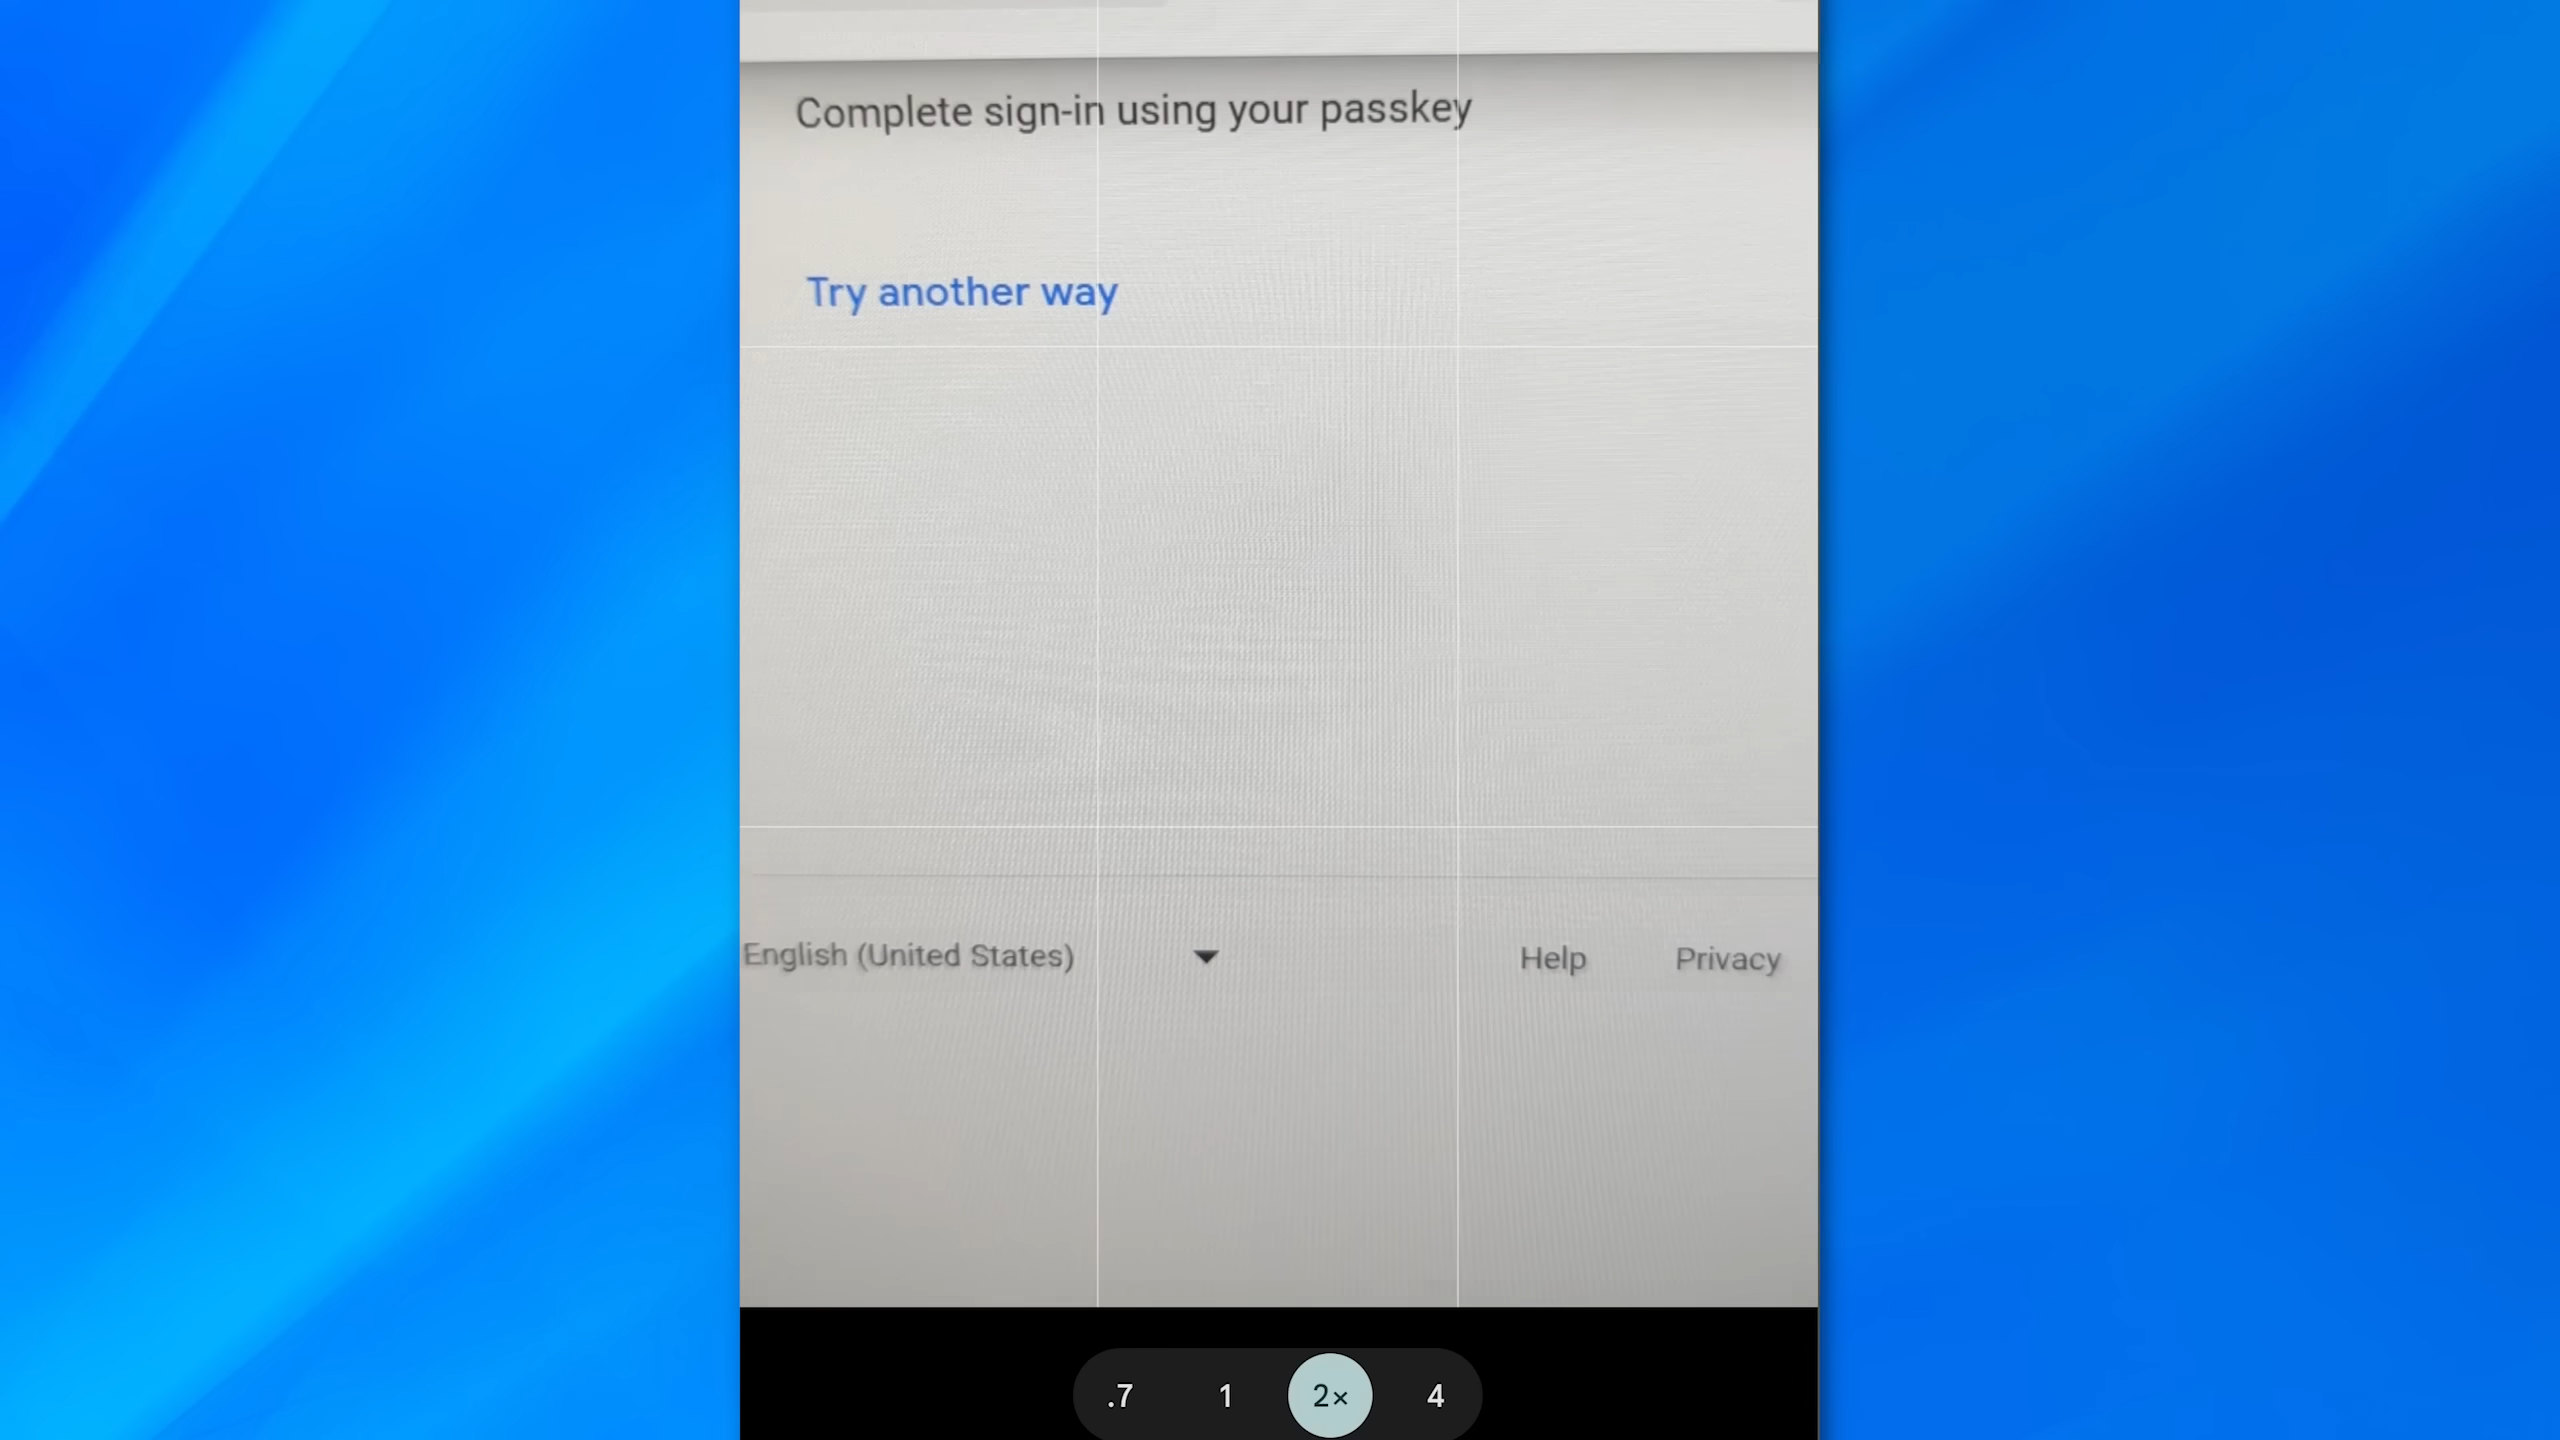 Complete sign-in using your passkey
Try another way
English (United States)
Help
Privacy
.7
1
2×
4